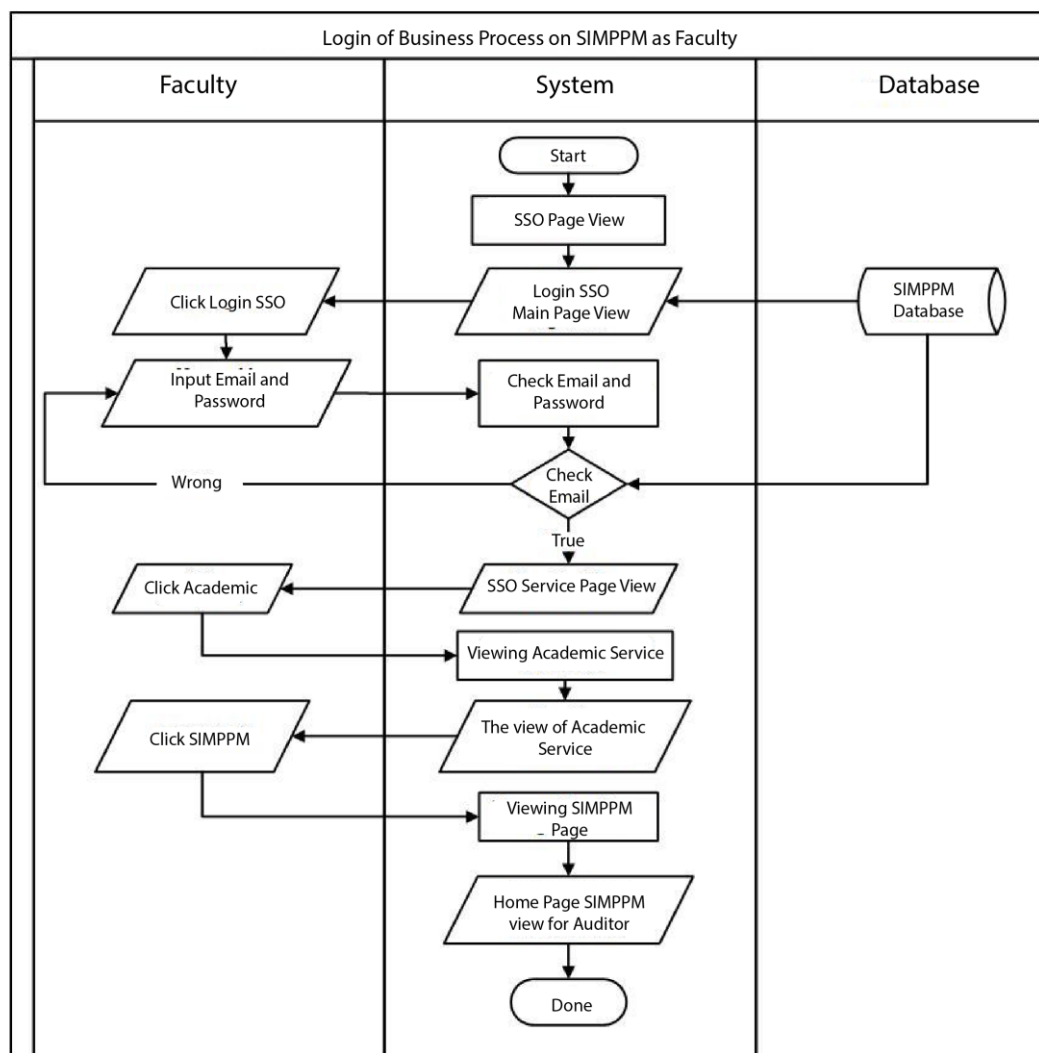 Login of Business Process on SIMPPM as Faculty
Faculty
System
Database
Start
SSO Page View
Click Login SSO
Login SSO
Main Page View
SIMPPM
Database
Input Email and
Password
Check Email and
Password
Wrong
Check
Email
True
Click Academic
SSO Service Page View
Viewing Academic Service
Click SIMPPM
The view of Academic
Service
Viewing SIMPPM
Page
Home Page SIMPPM
view for Auditor
Done